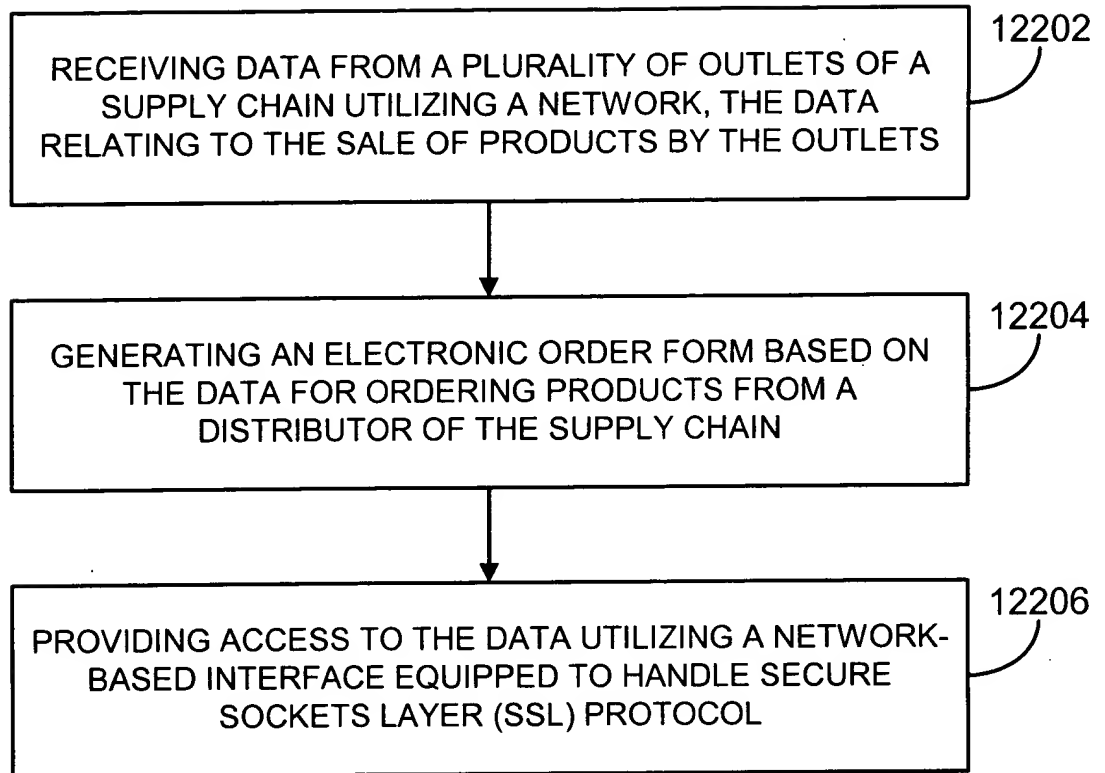 12202
RECEIVING DATA FROM A PLURALITY OF OUTLETS OF A
SUPPLY CHAIN UTILIZING A NETWORK, THE DATA
RELATING TO THE SALE OF PRODUCTS BY THE OUTLETS
12204
GENERATING AN ELECTRONIC ORDER FORM BASED ON
THE DATA FOR ORDERING PRODUCTS FROM A
DISTRIBUTOR OF THE SUPPLY CHAIN
12206
PROVIDING ACCESS TO THE DATA UTILIZING A NETWORK-
BASED INTERFACE EQUIPPED TO HANDLE SECURE
SOCKETS LAYER (SSL) PROTOCOL